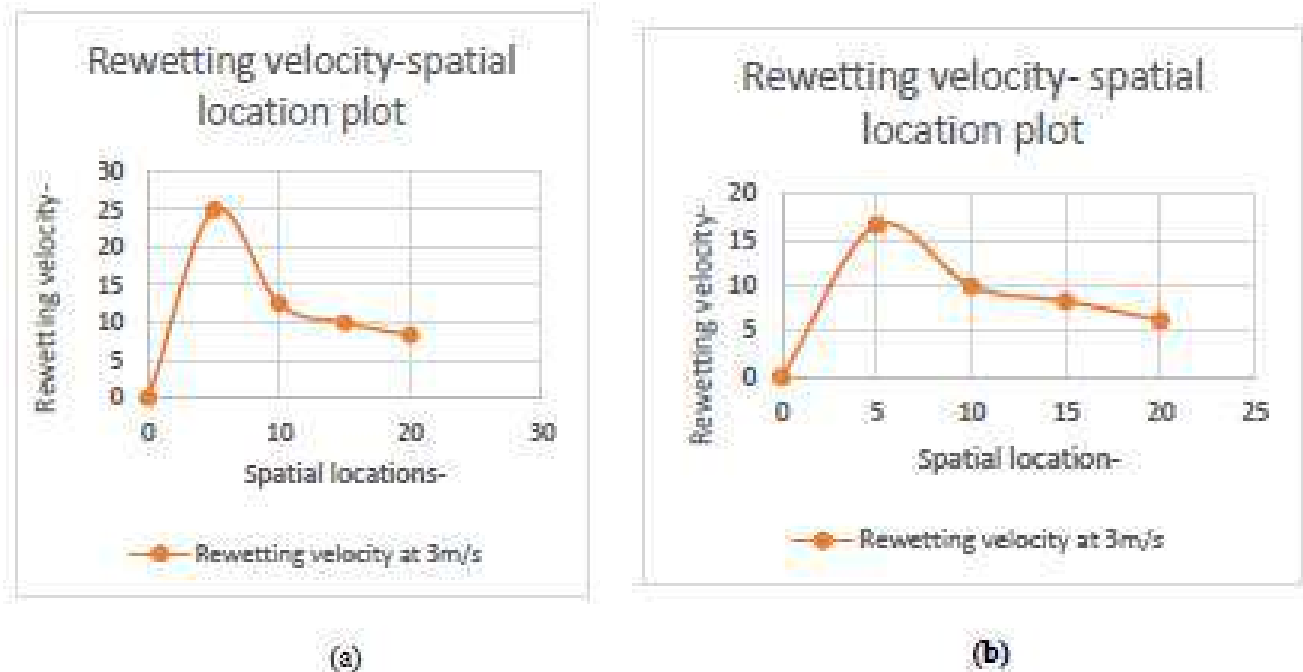 Rewetting velocity-spatial
location plot
Rewetting velocity-
30
25
20
15
10
5
0
0 10 20 30
Spatial locations-
Rewetting velocity at 3m/s
(a)
Rewetting velocity- spatial
location plot
Rewetting velocity-
20
15
10
5
0
0 5 10 15 20 25
Spatial location-
Rewetting velocity at 3m/s
(b)